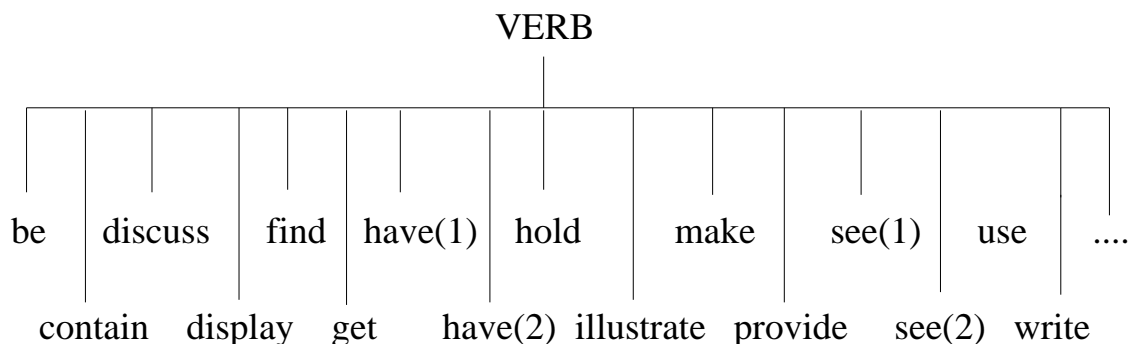 VERB
be discuss find have(1) hold make see(1) use ....
contain display get have(2) illustrate provide see(2) write